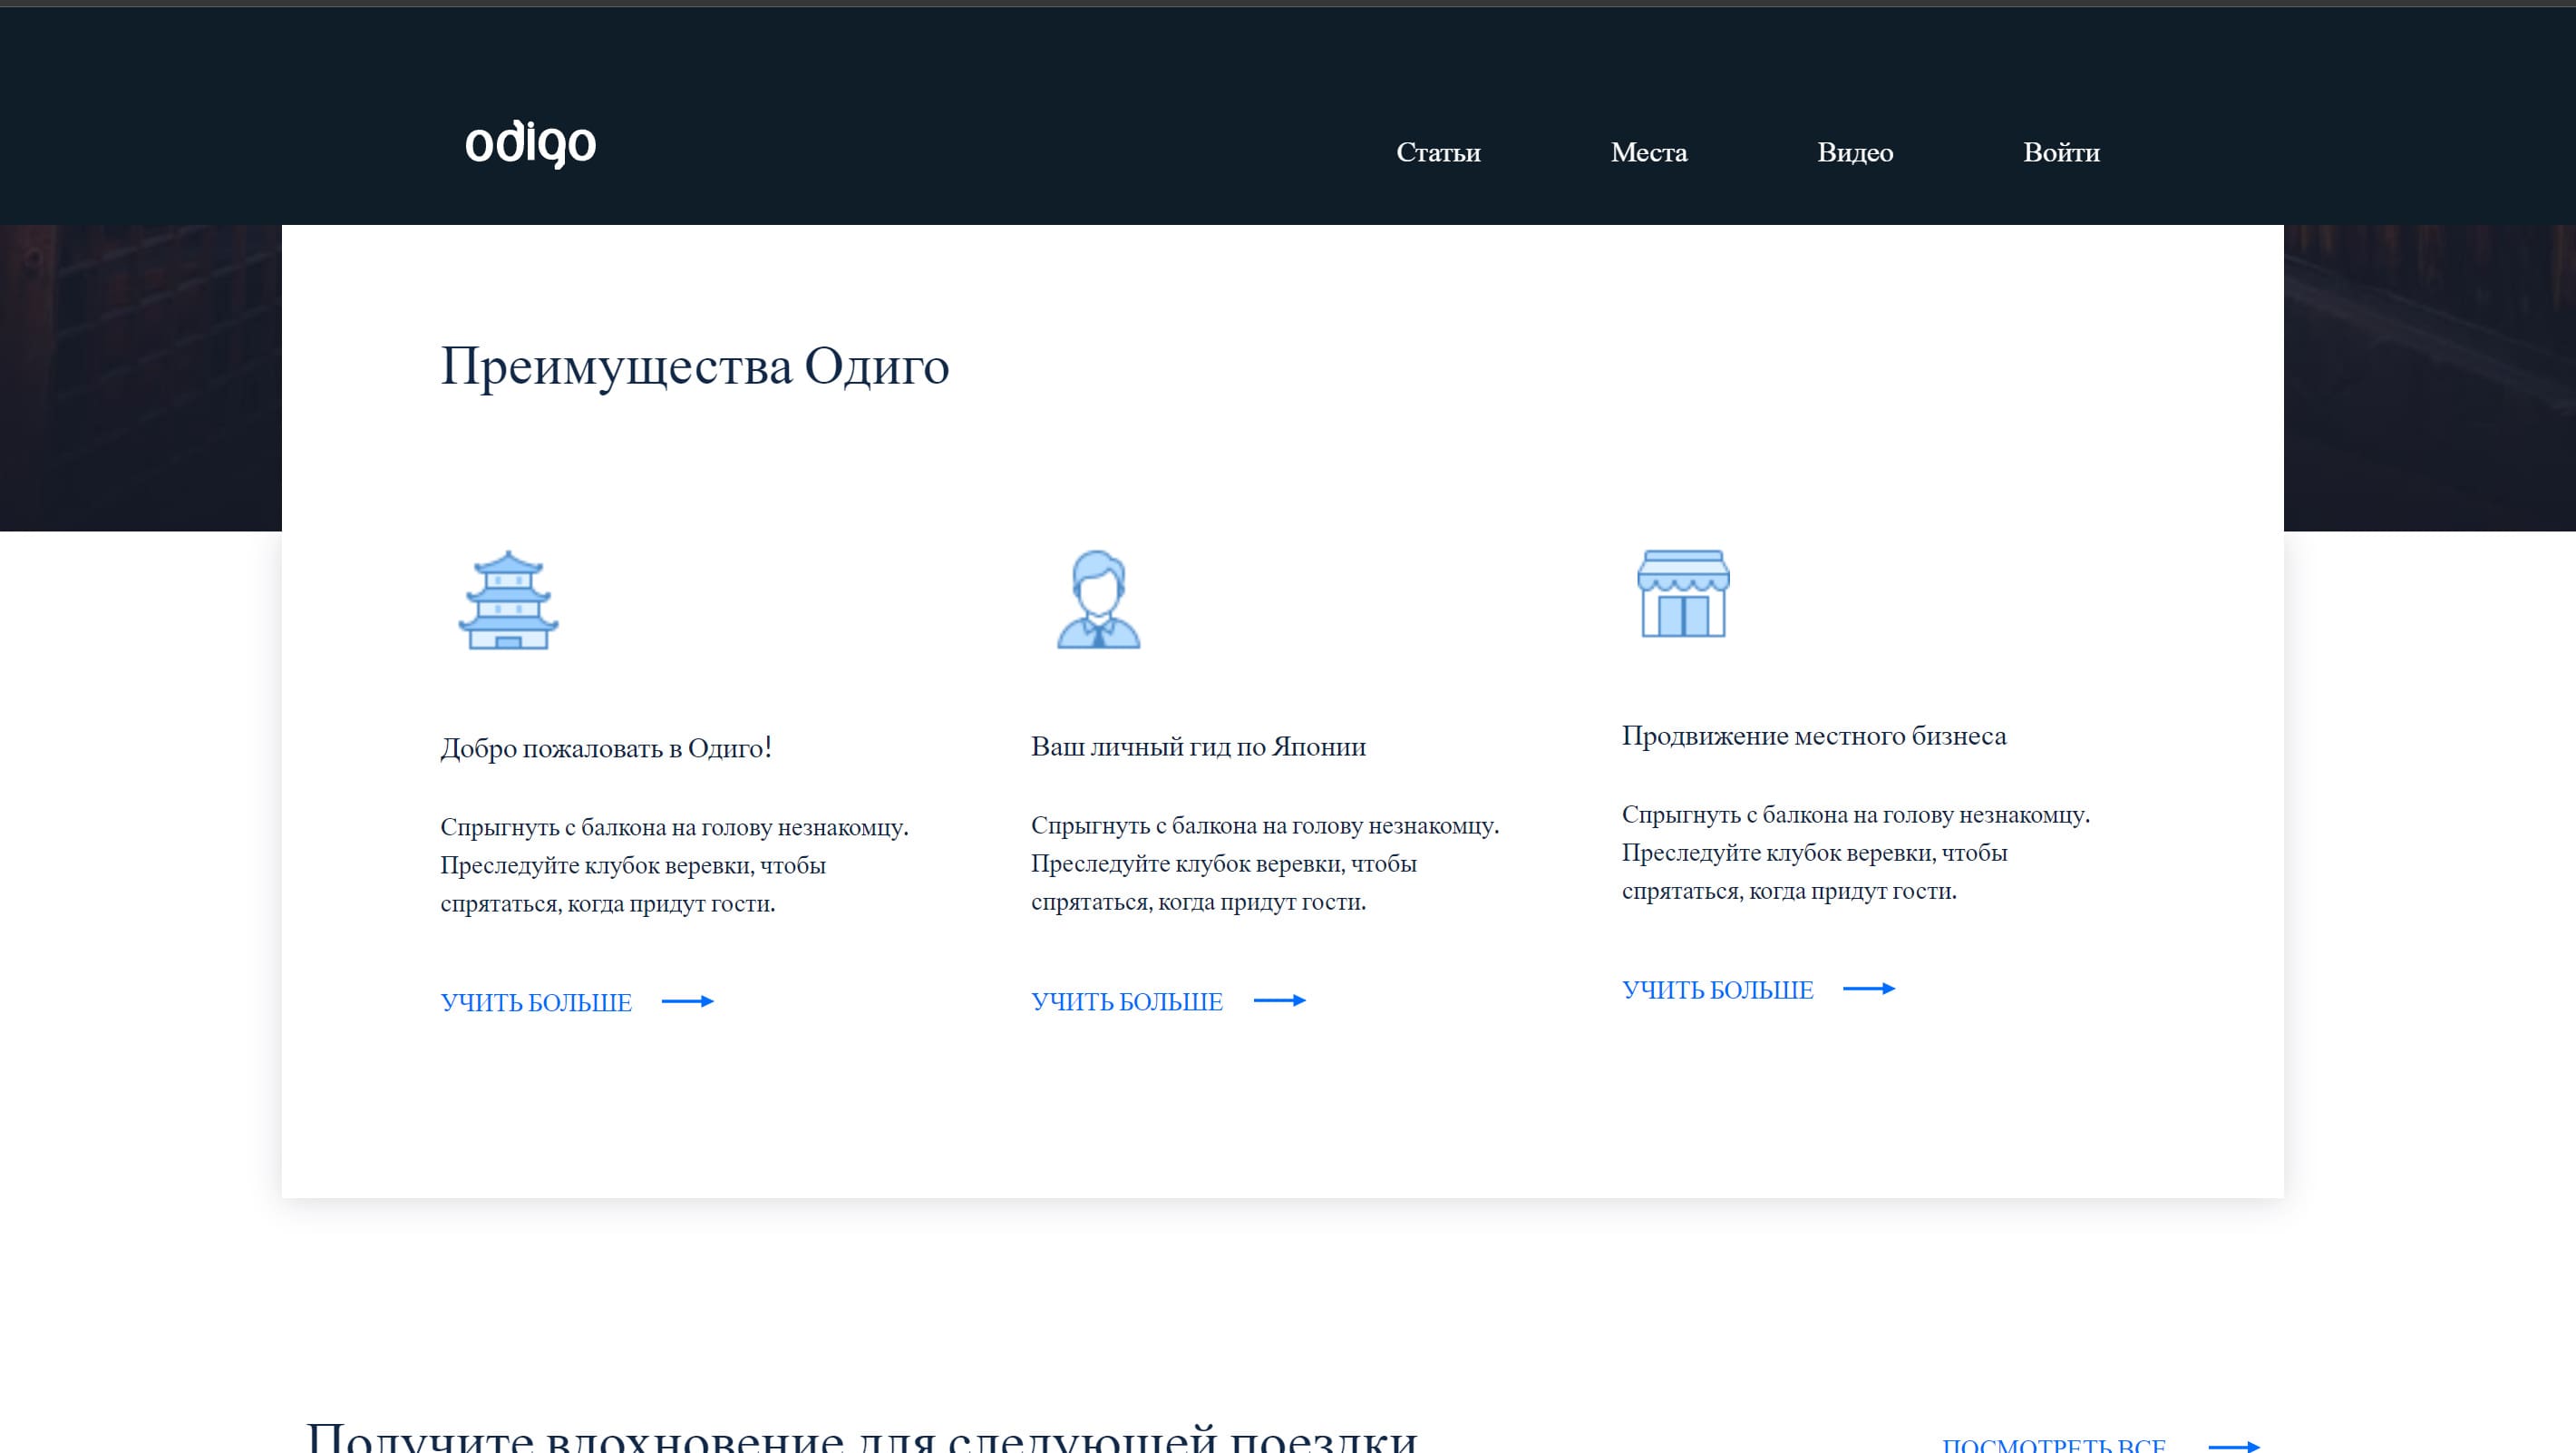 odigo
Статьи
Места
Видео
Войти
Преимущества Одиго
Добро пожаловать в Одиго!
Спрыгнуть с балкона на голову незнакомцу.
Преследуйте клубок веревки, чтобы
спрятаться, когда придут гости.
УЧИТЬ БОЛЬШЕ
Ваш личный гид по Японии
Спрыгнуть с балкона на голову незнакомцу.
Преследуйте клубок веревки, чтобы
спрятаться, когда придут гости.
УЧИТЬ БОЛЬШЕ
Продвижение местного бизнеса
Спрыгнуть с балкона на голову незнакомцу.
Преследуйте клубок веревки, чтобы
спрятаться, когда придут гости.
УЧИТЬ БОЛЬШЕ
Получите вдохновение для следующей поездки
ПОСМОТРЕТЬ ВСЕ